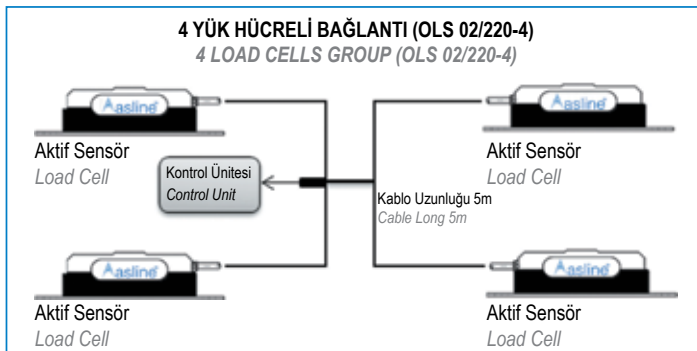 4 YÜK HÜCRELİ BAĞLANTI (OLS 02/220-4)
4 LOAD CELLS GROUP (OLS 02/220-4)
asline
asline
Aktif Sensör
Load Cell
Aktif Sensör
Load Cell
Kontrol Ünitesi
Control Unit
Kablo Uzunluğu 5m
Cable Long 5m
asline
asline
Aktif Sensör
Load Cell
Aktif Sensör
Load Cell